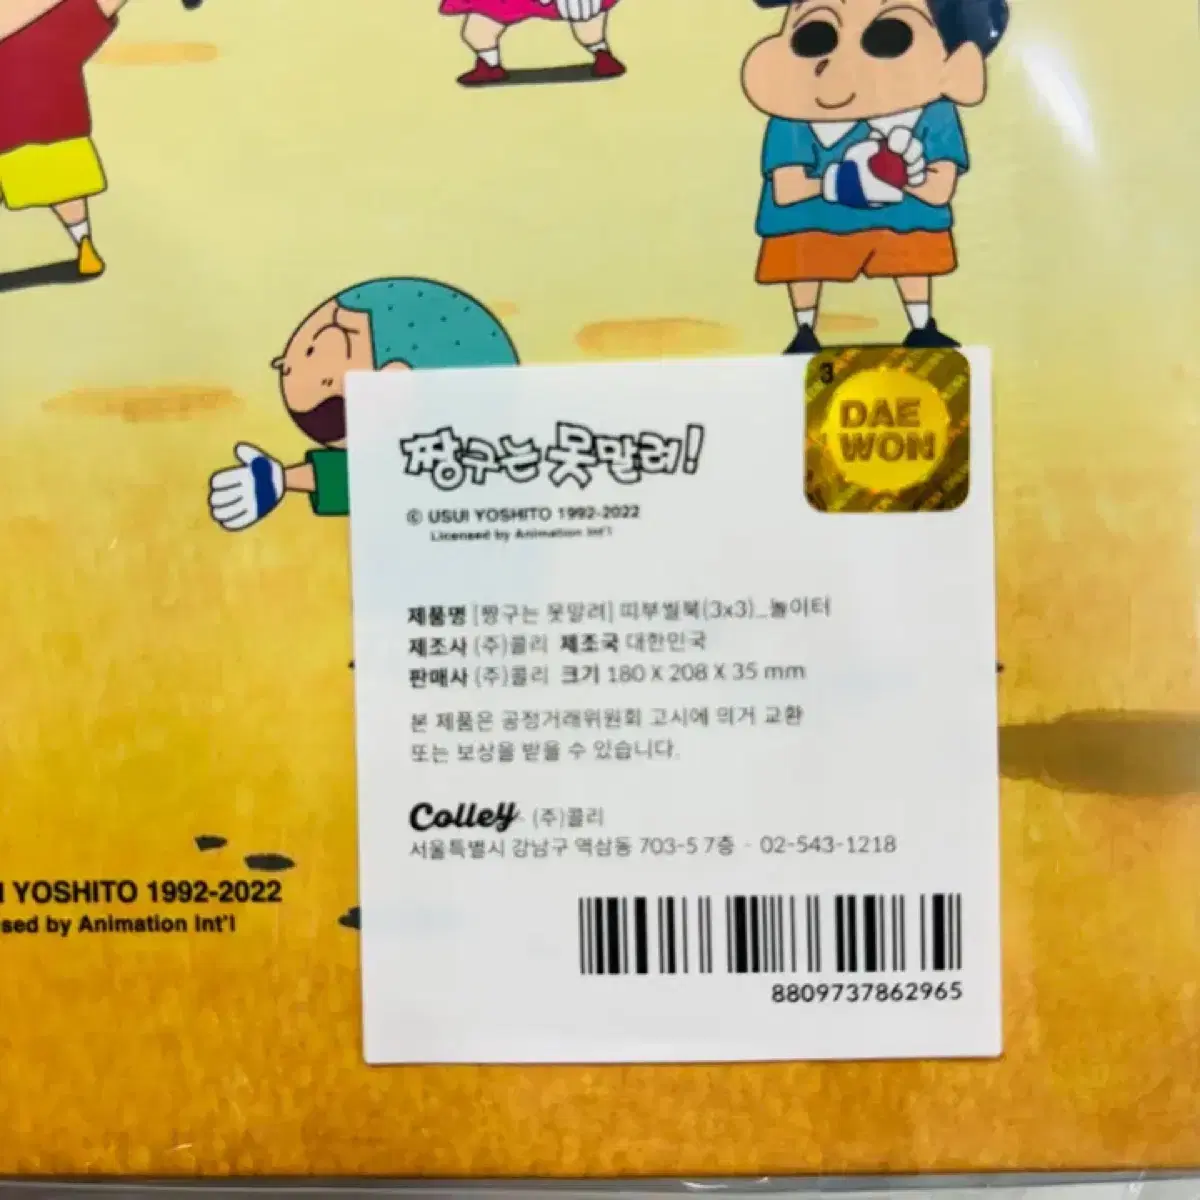 짱구는 못말려!
3
DAE
WON
© USUI YOSHITO 1992-2022
Licensed by Animation Int'l
제품명 [짱구는 못말려] 띠부씰북(3x3)_놀이터
제조사 (주)콜리 제조국 대한민국
판매사 (주)콜리 크기 180 X 208 X 35 mm
본 제품은 공정거래위원회 고시에 의거 교환
또는 보상을 받을 수 있습니다.
Colley (주)콜리
서울특별시 강남구 역삼동 703-5 7층 - 02-543-1218
8809737862965
I YOSHITO 1992-2022
sed by Animation Int'l